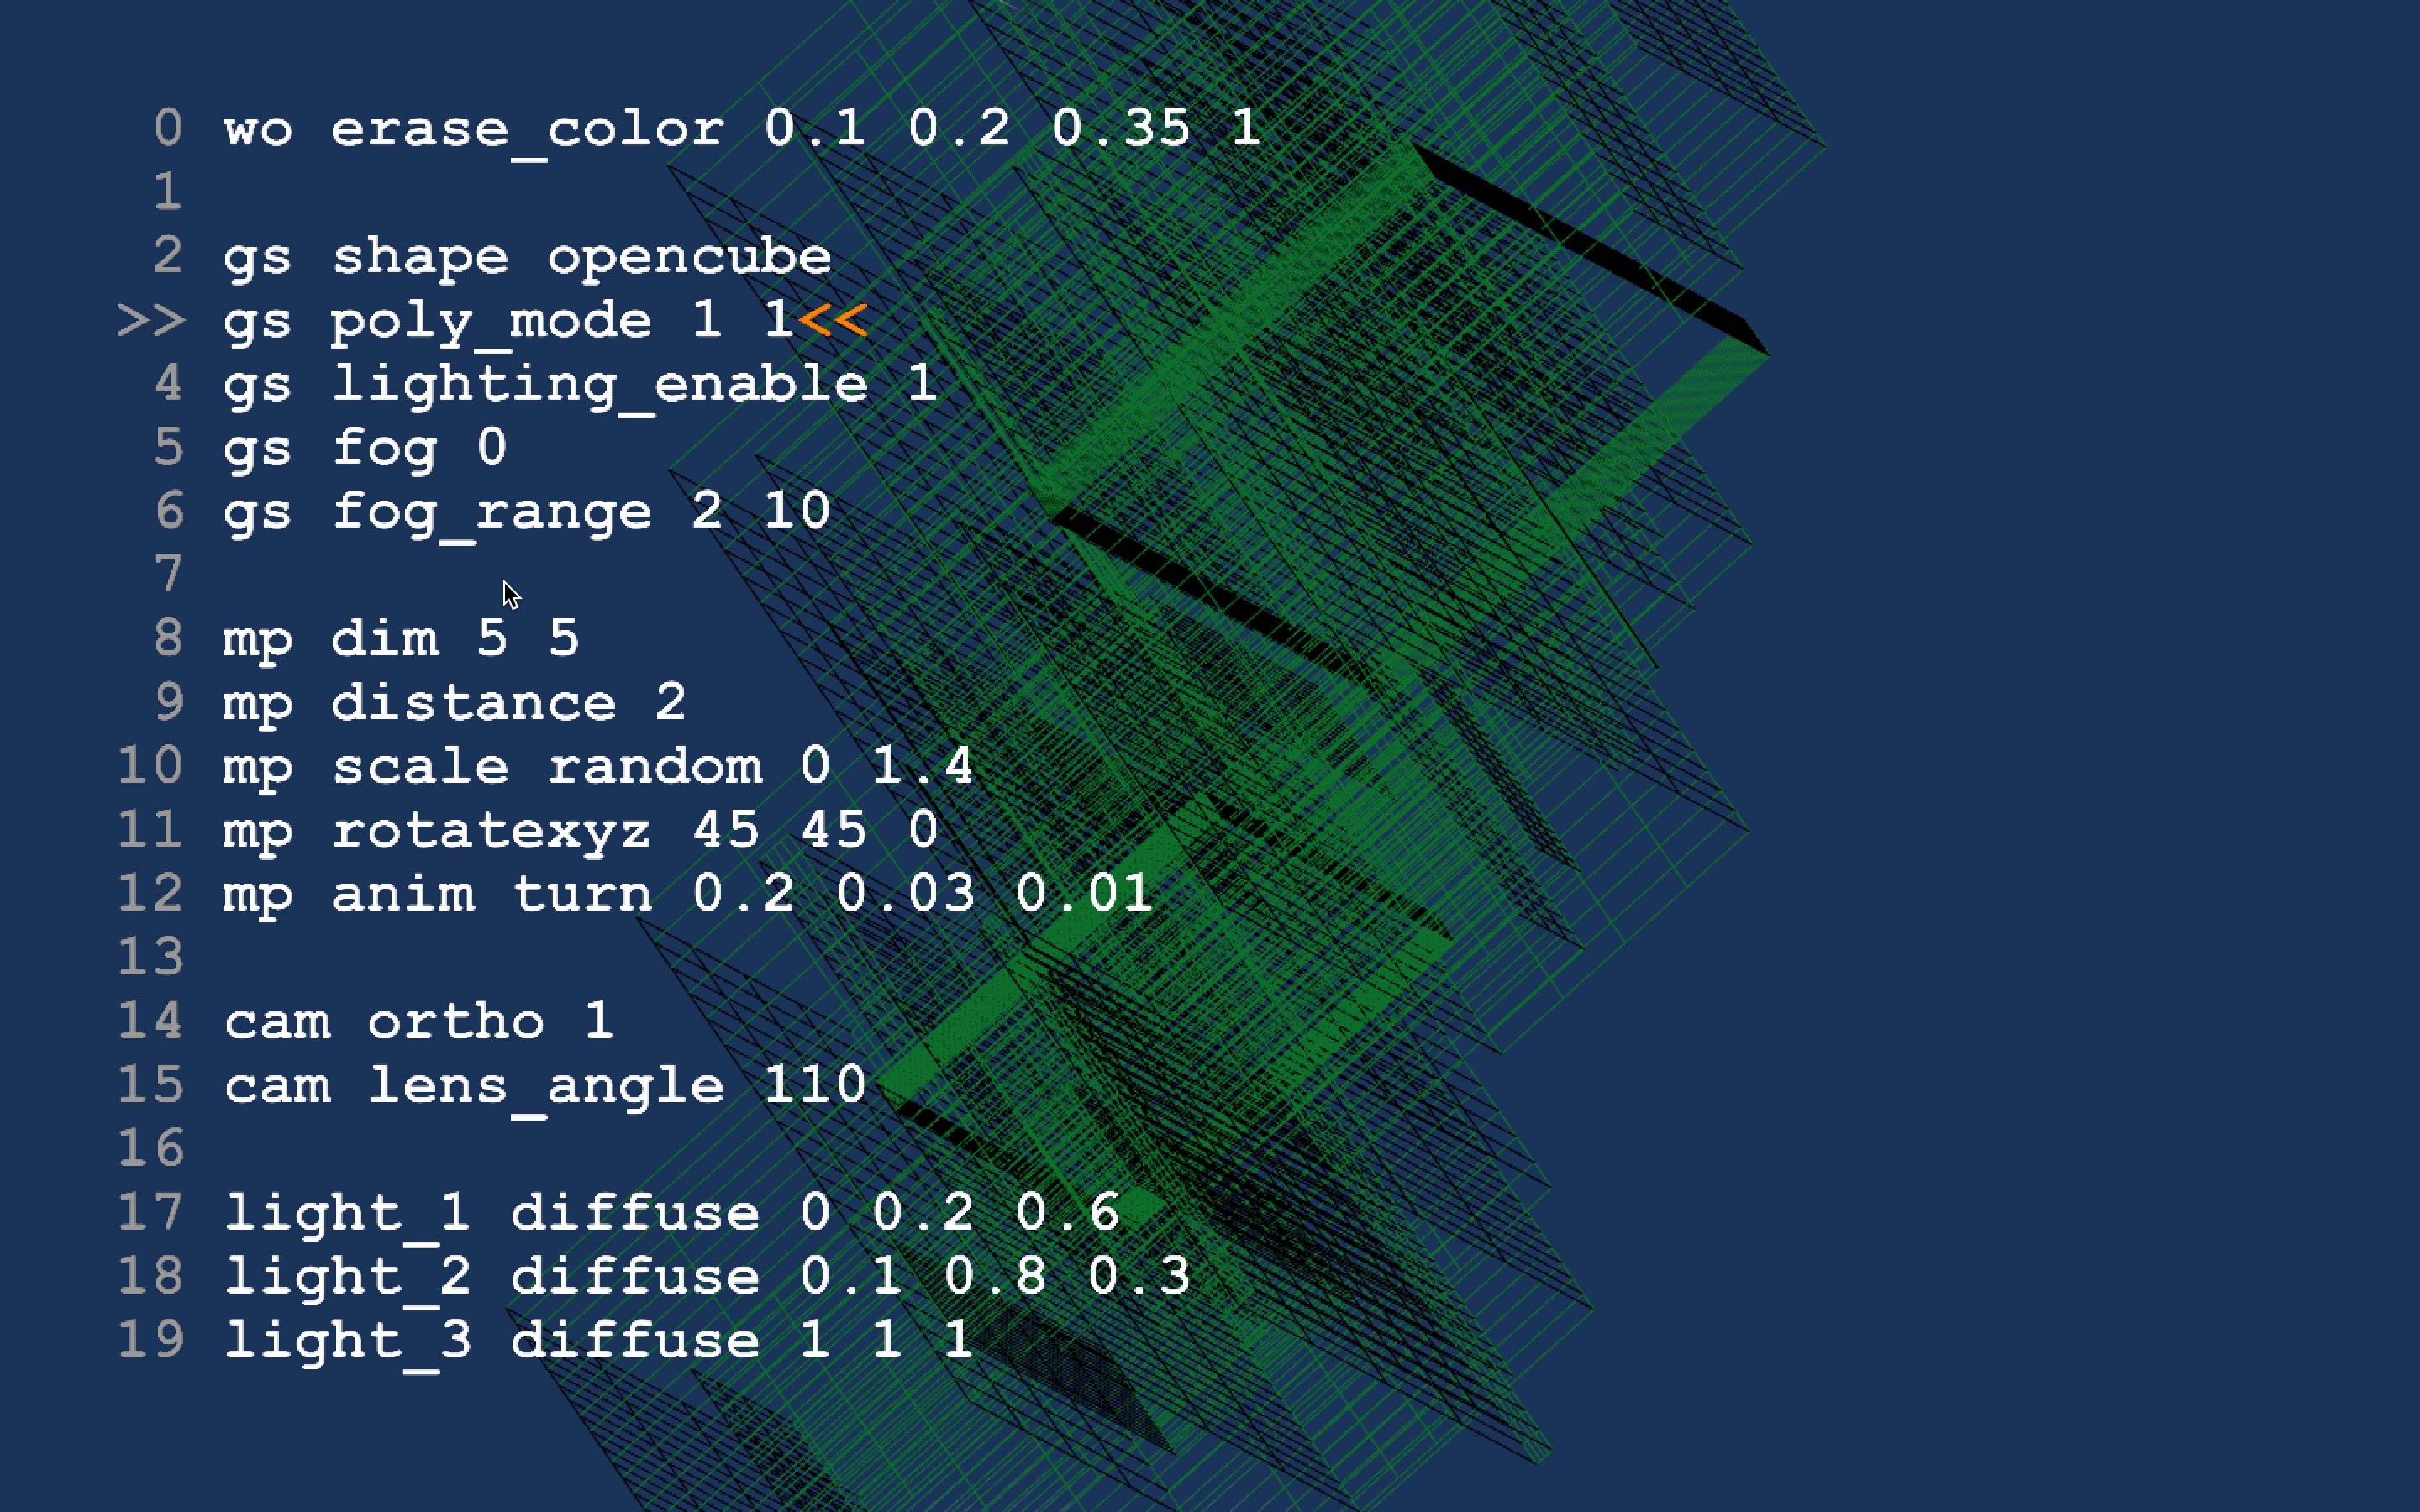 0 wo erase_color 0.1 0.2 0.35 1
1
2 gs shape opencube
>> gs poly_mode 1 1<<
4 gs lighting_enable 1
5 gs fog 0
6 gs fog_range 2 10
7
8 mp dim 5 5
9 mp distance 2
10 mp scale random 0 1.4
11 mp rotatexyz 45 45 0
12 mp anim turn 0.2 0.03 0.01
13
14 cam ortho 1
15 cam lens_angle 110
16
17 light_1 diffuse 0 0.2 0.6
18 light_2 diffuse 0.1 0.8 0.3
19 light_3 diffuse 1 1 1